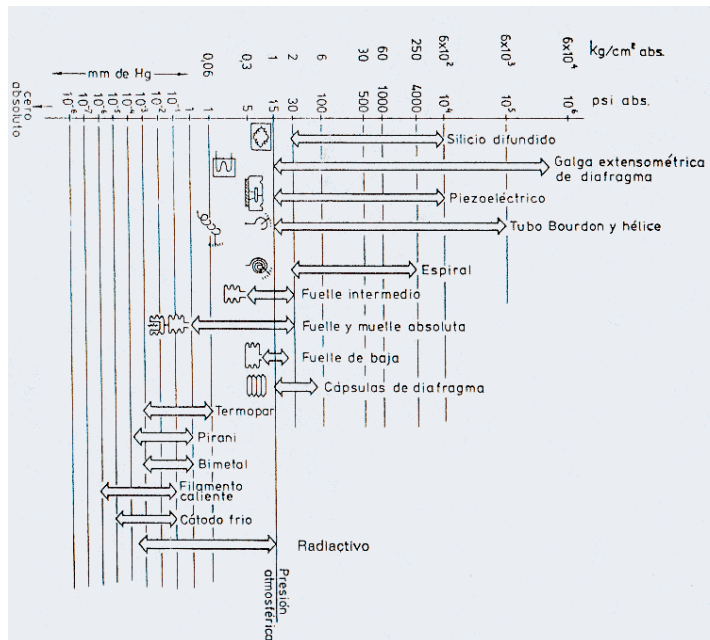 6x10⁴
6x10³
6x10²
250
60
30
6
2
1
0,3
0,06
kg/cm² abs.
mm de Hg
psi abs.
10⁶
10⁵
10⁴
4000
1000
500
100
30
15
5
1
10⁻¹
10⁻²
10⁻³
10⁻⁴
10⁻⁵
10⁻⁶
10⁻⁸
cero
absoluto
Silicio difundido
Galga extensométrica
de diafragma
Piezoeléctrico
Tubo Bourdon y hélice
Espiral
Fuelle intermedio
Fuelle y muelle absoluta
Fuelle de baja
Cápsulas de diafragma
Termopar
Pirani
Bimetal
Filamento
caliente
Cátodo frio
Radiactivo
Presión
atmosférica